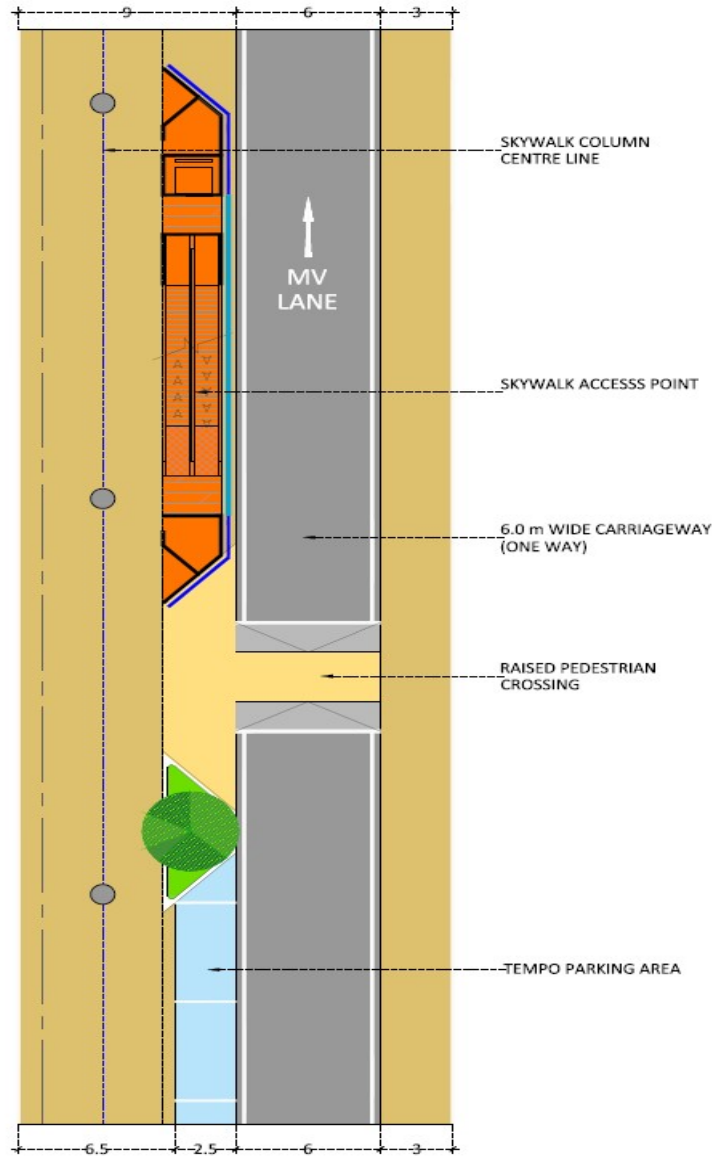 9 6 3
SKYWALK COLUMN
CENTRE LINE
MV
LANE
SKYWALK ACCESSS POINT
6.0 m WIDE CARRIAGEWAY
(ONE WAY)
RAISED PEDESTRIAN
CROSSING
TEMPO PARKING AREA
6.5 2.5 6 3